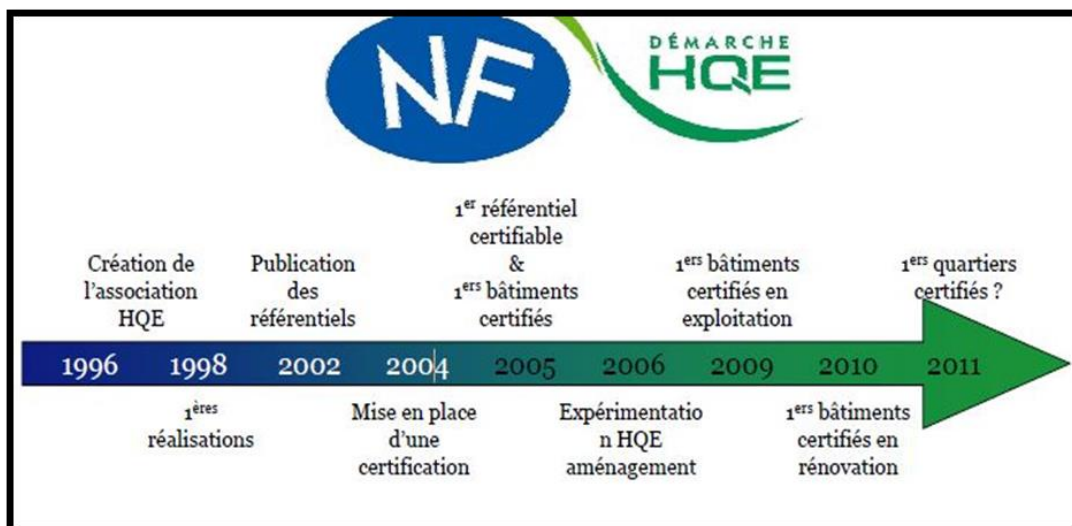 NF
DÉMARCHE
HQE
1er référentiel
certifiable
&
1ers bâtiments
certifiés
Création de
l'association
HQE
Publication
des
référentiels
1ers bâtiments
certifiés en
exploitation
1ers quartiers
certifiés ?
1996 1998 2002 2004 2005 2006 2009 2010 2011
1ères
réalisations
Mise en place
d'une
certification
Expérimentatio
n HQE
aménagement
1ers bâtiments
certifiés en
rénovation